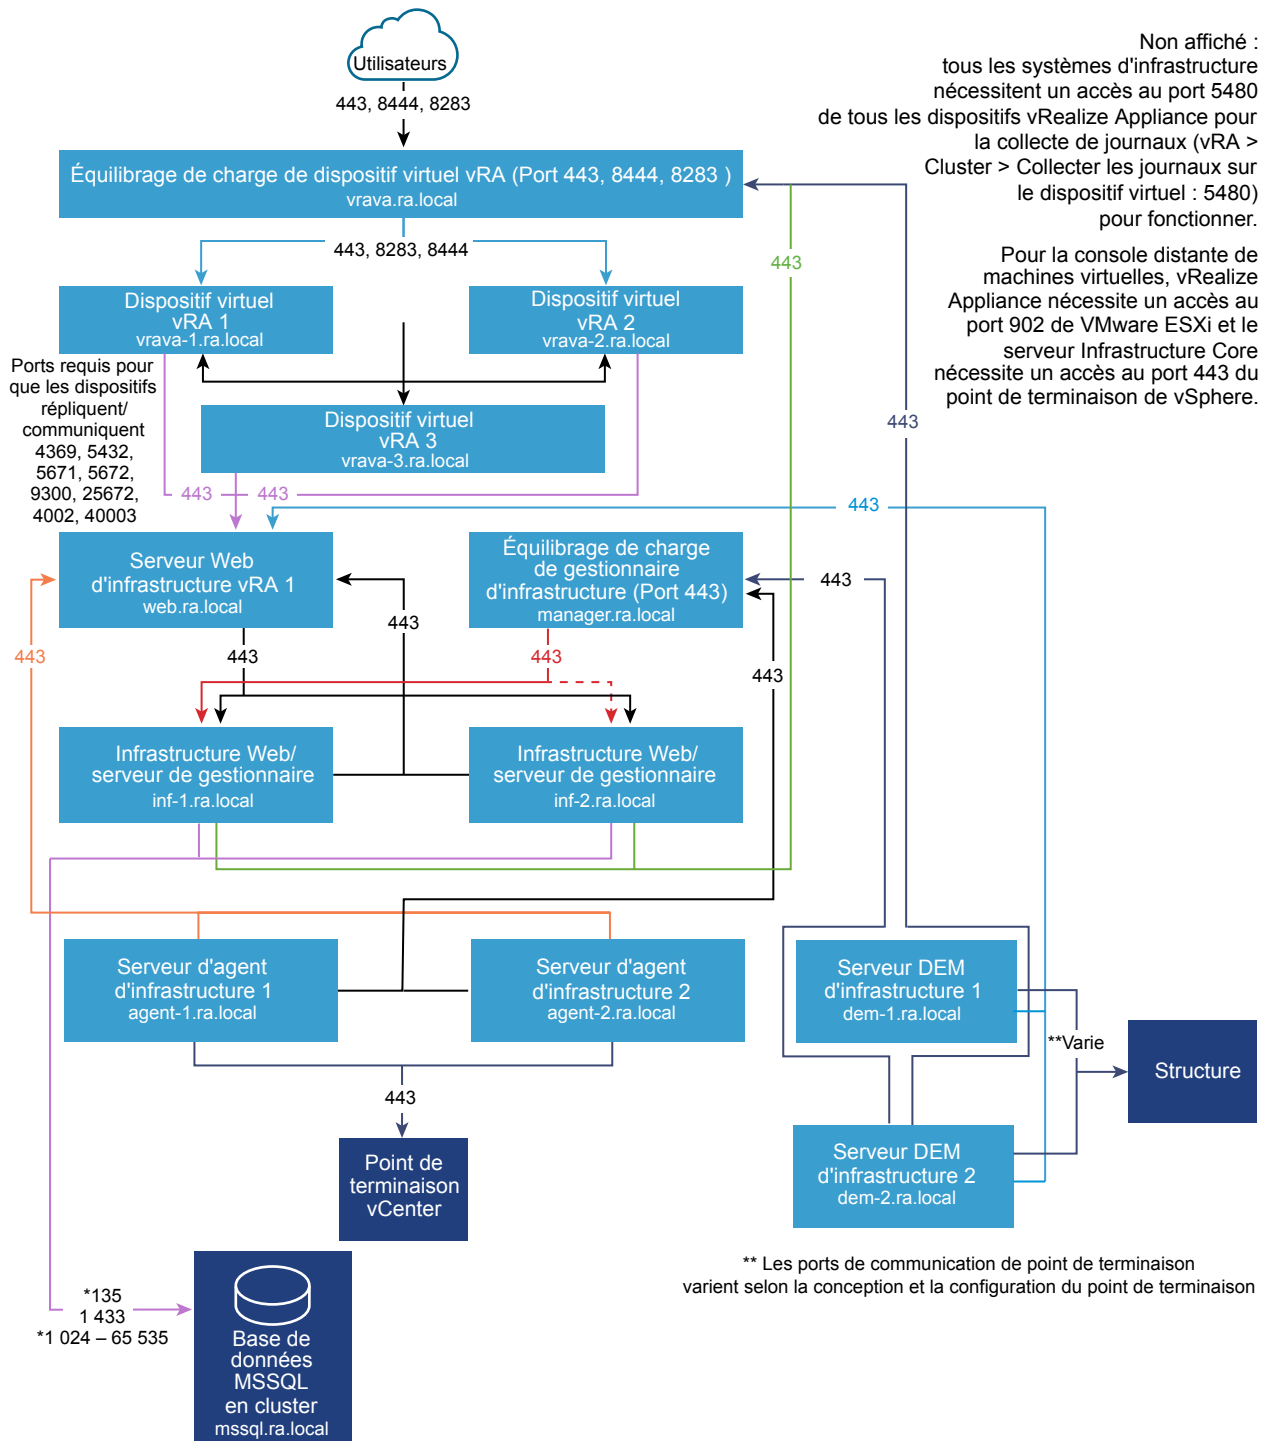 Utilisateurs
443, 8444, 8283
Non affiché :
tous les systèmes d'infrastructure
nécessitent un accès au port 5480
de tous les dispositifs vRealize Appliance pour
la collecte de journaux (vRA >
Cluster > Collecter les journaux sur
le dispositif virtuel : 5480)
pour fonctionner.
Pour la console distante de
machines virtuelles, vRealize
Appliance nécessite un accès au
port 902 de VMware ESXi et le
serveur Infrastructure Core
nécessite un accès au port 443 du
point de terminaison de vSphere.
Équilibrage de charge de dispositif virtuel vRA (Port 443, 8444, 8283 )
vrava.ra.local
443, 8283, 8444
443
Dispositif virtuel
vRA 1
vrava-1.ra.local
Dispositif virtuel
vRA 2
vrava-2.ra.local
Ports requis pour
que les dispositifs
répliquent/
communiquent
4369, 5432,
5671, 5672,
9300, 25672,
4002, 40003
Dispositif virtuel
vRA 3
vrava-3.ra.local
443
443
443
443
Serveur Web
d'infrastructure vRA 1
web.ra.local
Équilibrage de charge
de gestionnaire
d'infrastructure (Port 443)
manager.ra.local
443
443
443
443
443
443
Infrastructure Web/
serveur de gestionnaire
inf-1.ra.local
Infrastructure Web/
serveur de gestionnaire
inf-2.ra.local
Serveur d'agent
d'infrastructure 1
agent-1.ra.local
Serveur d'agent
d'infrastructure 2
agent-2.ra.local
Serveur DEM
d'infrastructure 1
dem-1.ra.local
**Varie
Structure
443
Point de
terminaison
vCenter
Serveur DEM
d'infrastructure 2
dem-2.ra.local
** Les ports de communication de point de terminaison
varient selon la conception et la configuration du point de terminaison
*135
1 433
*1 024 – 65 535
Base de
données
MSSQL
en cluster
mssql.ra.local